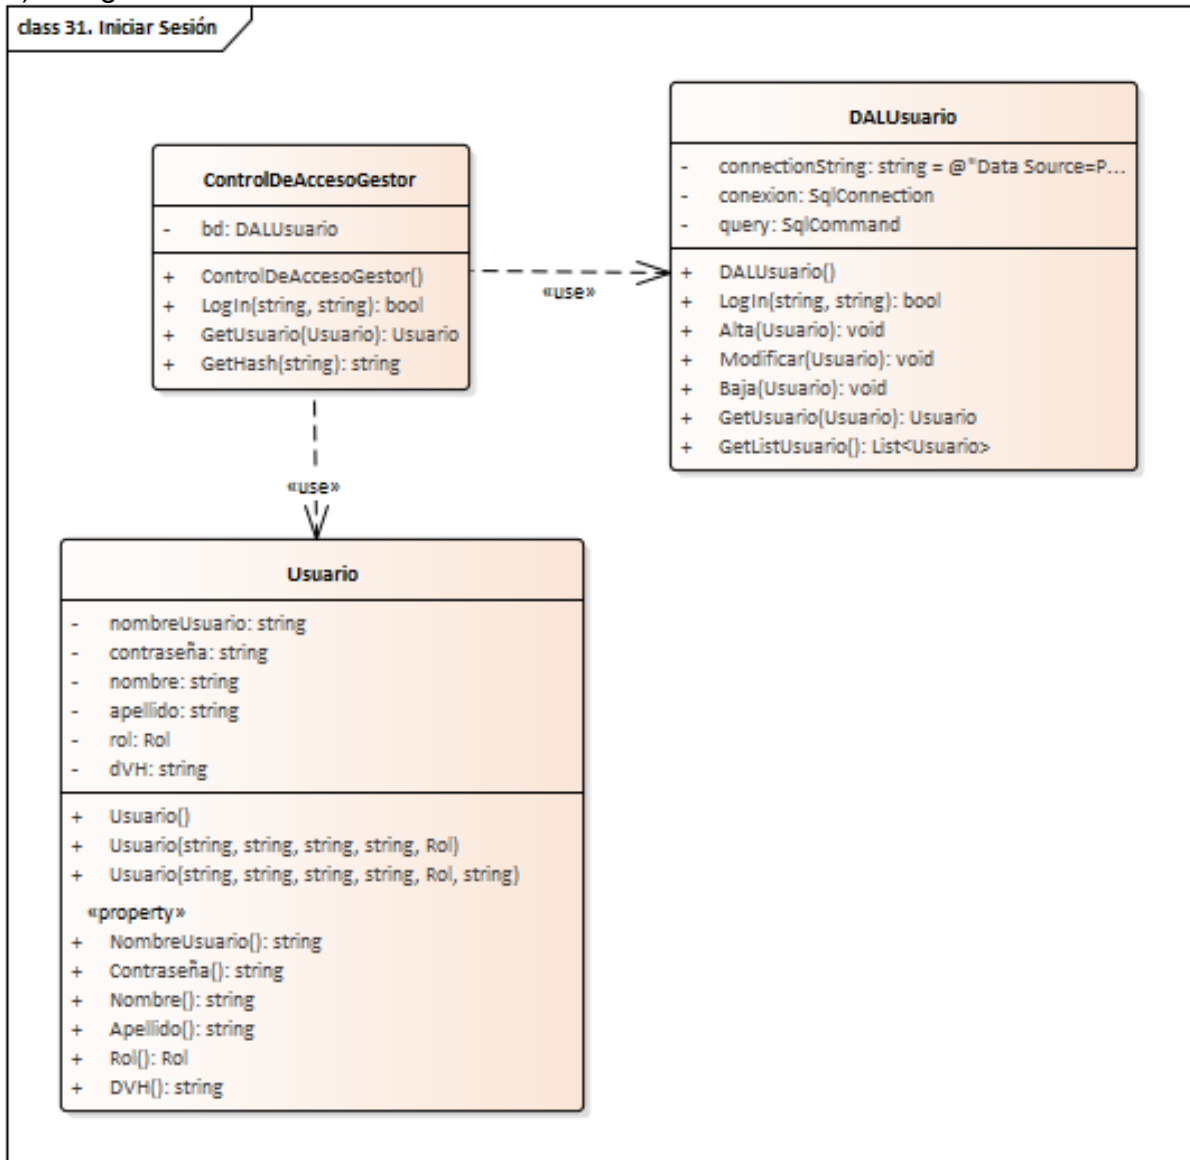 class 31. Iniciar Sesión
DALUsuario
- connectionString: string = @"Data Source=P...
- conexion: SqlConnection
- query: SqlCommand
+ DALUsuario()
+ LogIn(string, string): bool
+ Alta(Usuario): void
+ Modificar(Usuario): void
+ Baja(Usuario): void
+ GetUsuario(Usuario): Usuario
+ GetListUsuario(): List<Usuario>
ControlDeAccesoGestor
- bd: DALUsuario
+ ControlDeAccesoGestor()
+ LogIn(string, string): bool
+ GetUsuario(Usuario): Usuario
+ GetHash(string): string
«use»
«use»
Usuario
- nombreUsuario: string
- contraseña: string
- nombre: string
- apellido: string
- rol: Rol
- dVH: string
+ Usuario()
+ Usuario(string, string, string, string, Rol)
+ Usuario(string, string, string, string, Rol, string)
«property»
+ NombreUsuario(): string
+ Contraseña(): string
+ Nombre(): string
+ Apellido(): string
+ Rol(): Rol
+ DVH(): string